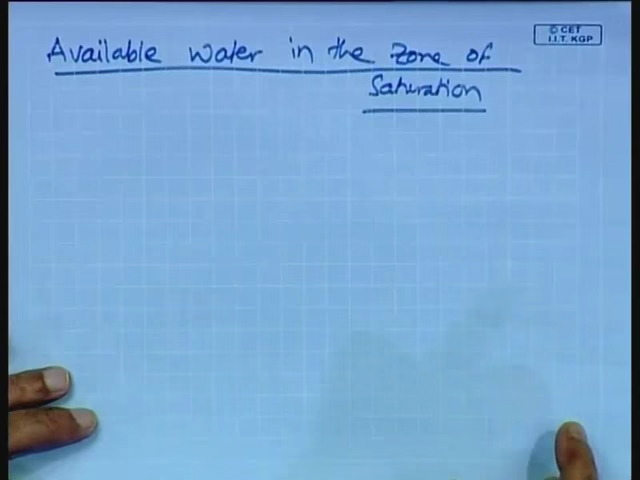 © CET
I.I.T. KGP
Available water in the zone of
Saturation